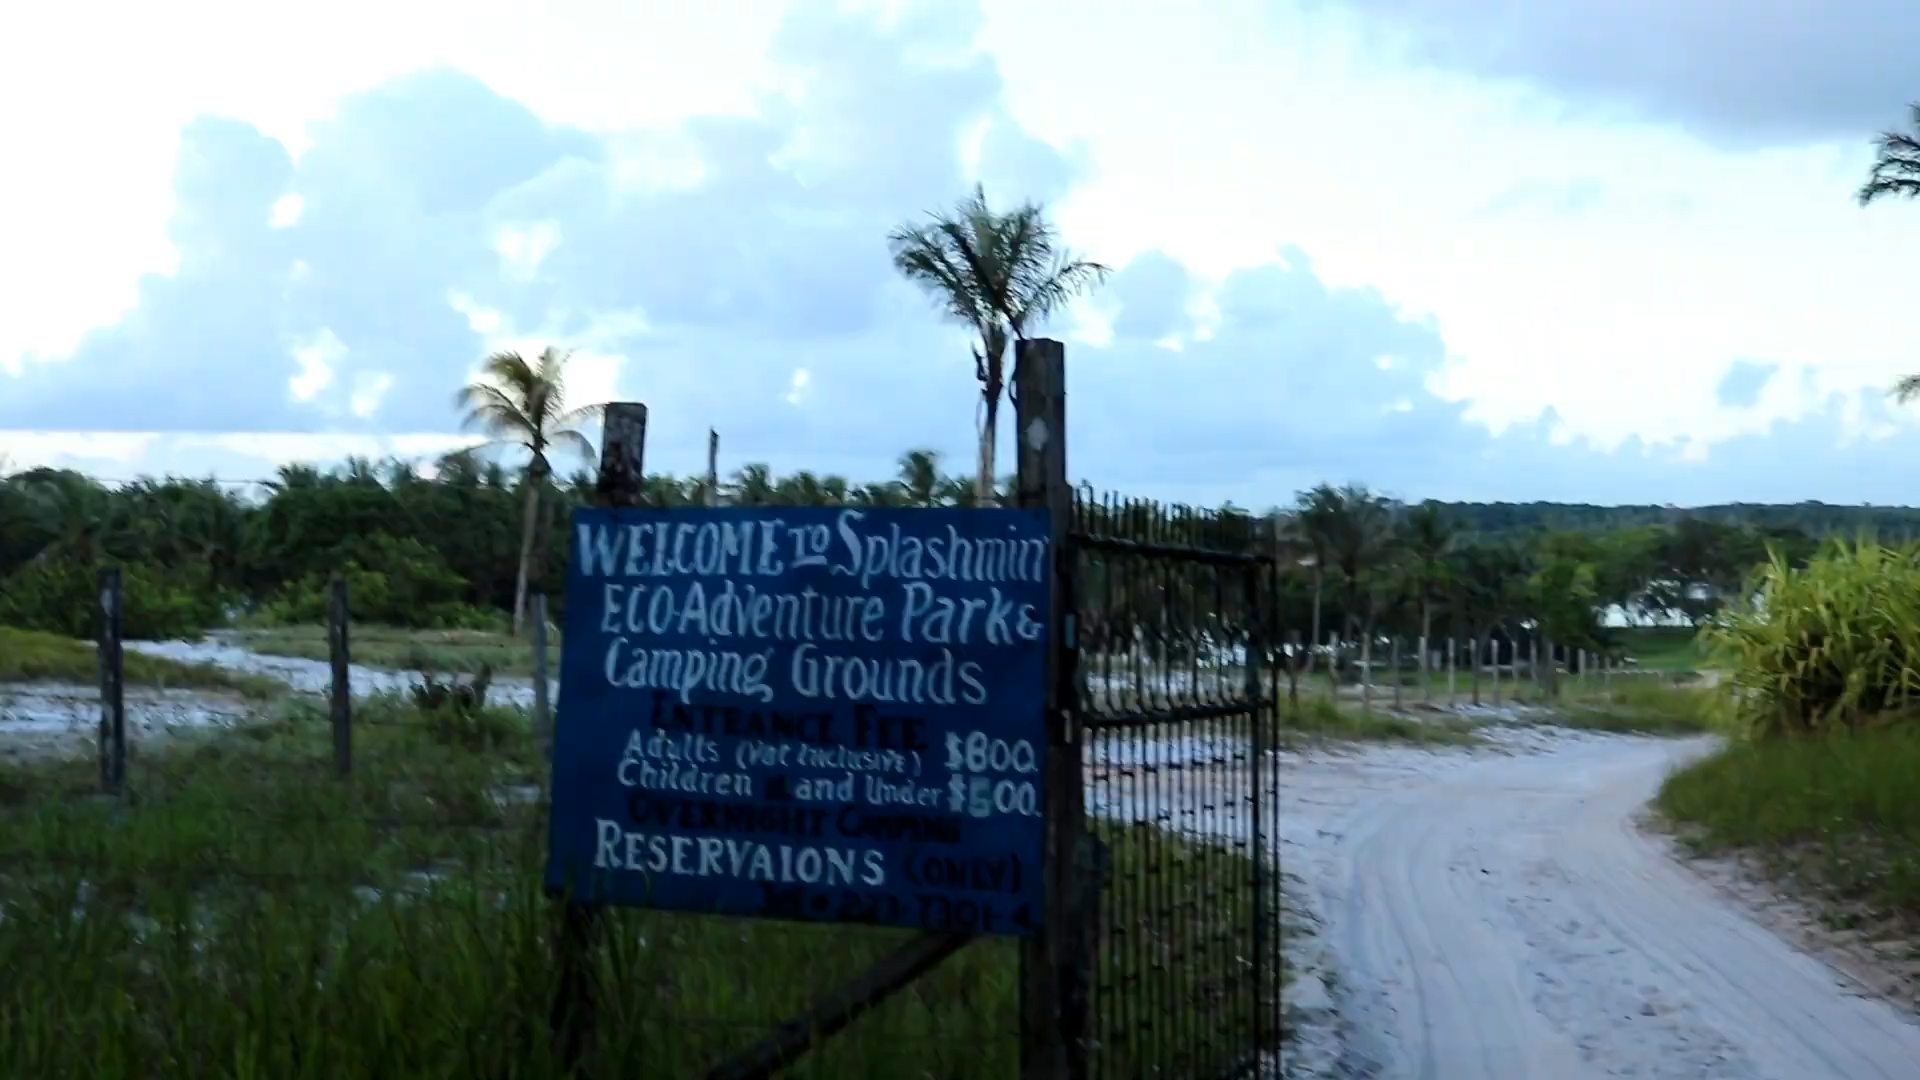 WELCOME TO Splashmin'
ECO-AdVenture Park &
Camping Grounds
ENTRANCE FEE
Adults (Vat Inclusive) $800.
Children and Under $500.
OVERNIGHT CAMPING
RESERVAIONS (ONLY)